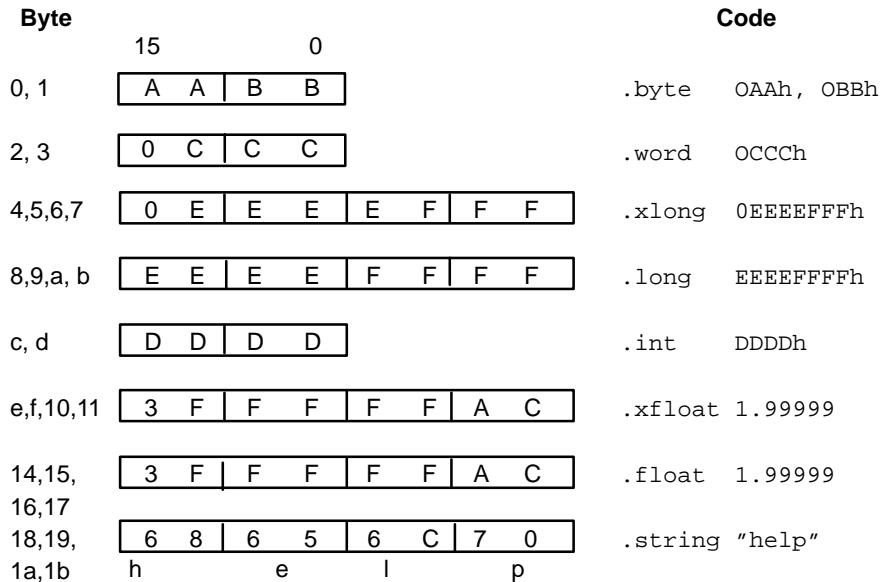 Byte Code
15 0
0, 1 A A B B .byte OAAh, OBBh
2, 3 0 C C C .word OCCCh
4,5,6,7 0 E E E E F F F .xlong 0EEEEFFFh
8,9,a, b E E E E F F F F .long EEEEFFFFh
c, d D D D D .int DDDDh
e,f,10,11 3 F F F F F A C .xfloat 1.99999
14,15, 3 F F F F F A C .float 1.99999
16,17
18,19, 6 8 6 5 6 C 7 0 .string ″help″
1a,1b h e l p